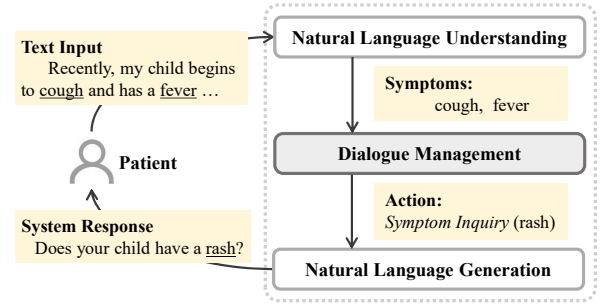 Text Input
Recently, my child begins
to cough and has a fever …
Patient
System Response
Does your child have a rash?
Natural Language Understanding
Symptoms:
cough, fever
Dialogue Management
Action:
Symptom Inquiry (rash)
Natural Language Generation